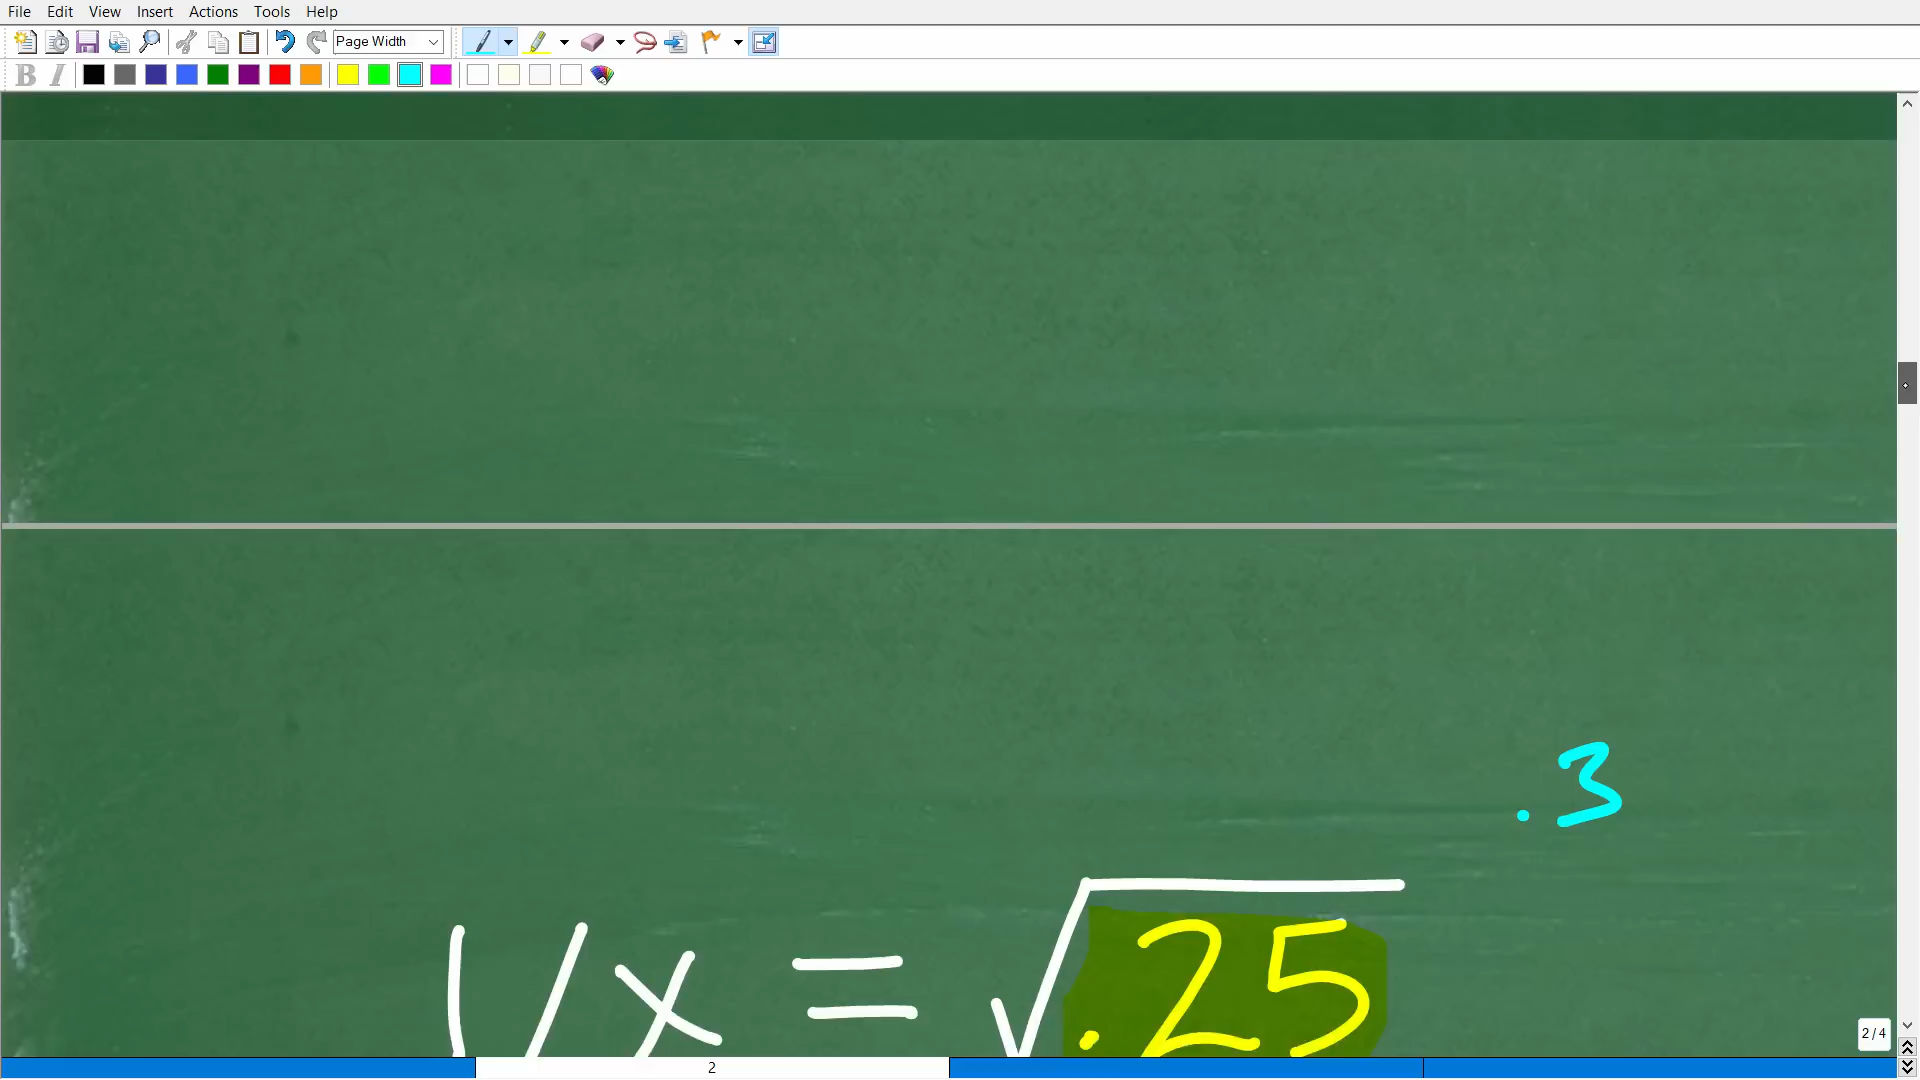 File Edit View Insert Actions Tools Help
Page Width
B I
.3
1/x = √.25
2 / 4
2